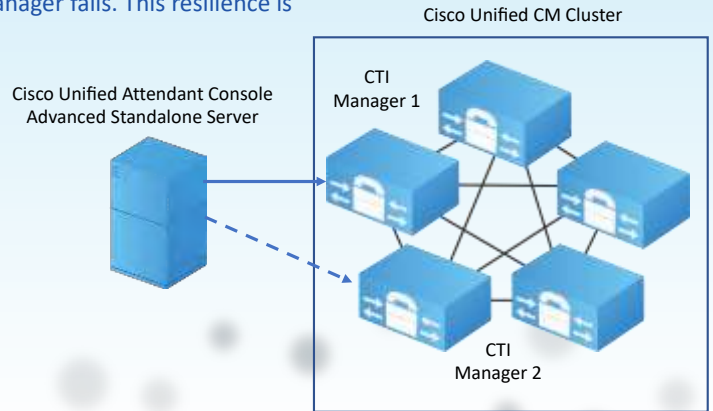 anager fails. This resilience is
Cisco Unified CM Cluster
CTI
Manager 1
Cisco Unified Attendant Console
Advanced Standalone Server
CTI
Manager 2